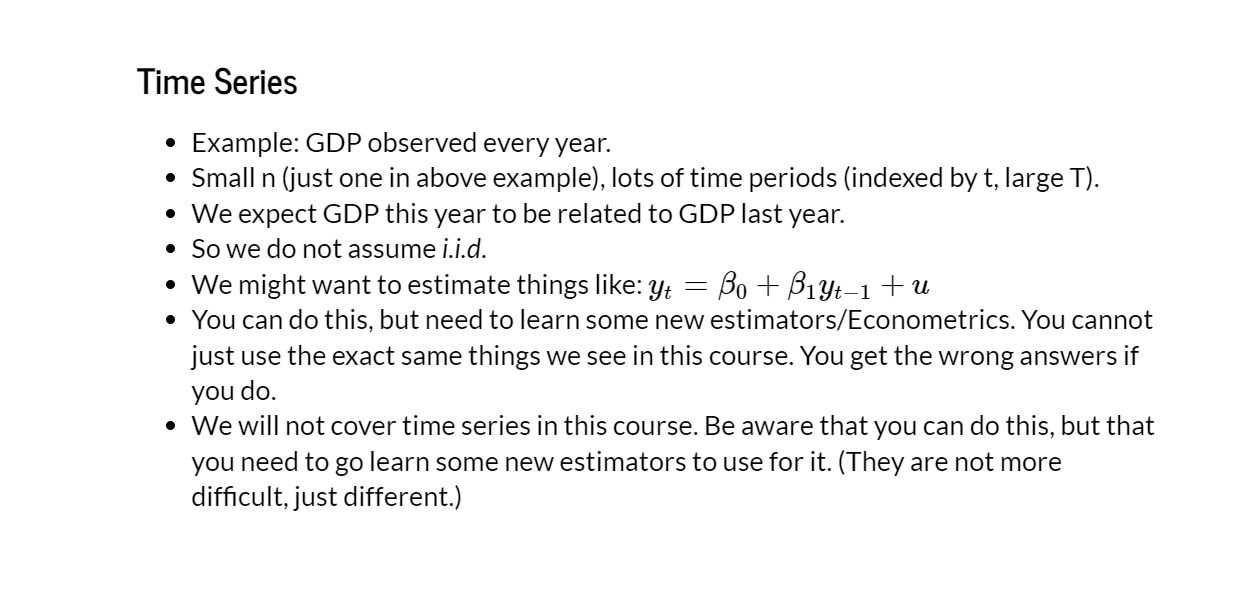 Time Series
• Example: GDP observed every year.
• Small n (just one in above example), lots of time periods (indexed by t, large T).
• We expect GDP this year to be related to GDP last year.
• So we do not assume i.i.d.
• We might want to estimate things like: yₜ = β₀ + β₁yₜ₋₁ + u
• You can do this, but need to learn some new estimators/Econometrics. You cannot
just use the exact same things we see in this course. You get the wrong answers if
you do.
• We will not cover time series in this course. Be aware that you can do this, but that
you need to go learn some new estimators to use for it. (They are not more
difficult, just different.)